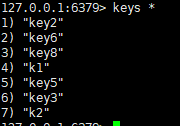 127.0.0.1:6379> keys *
1) "key2"
2) "key6"
3) "key8"
4) "k1"
5) "key5"
6) "key3"
7) "k2"
127.0.0.1:6379>